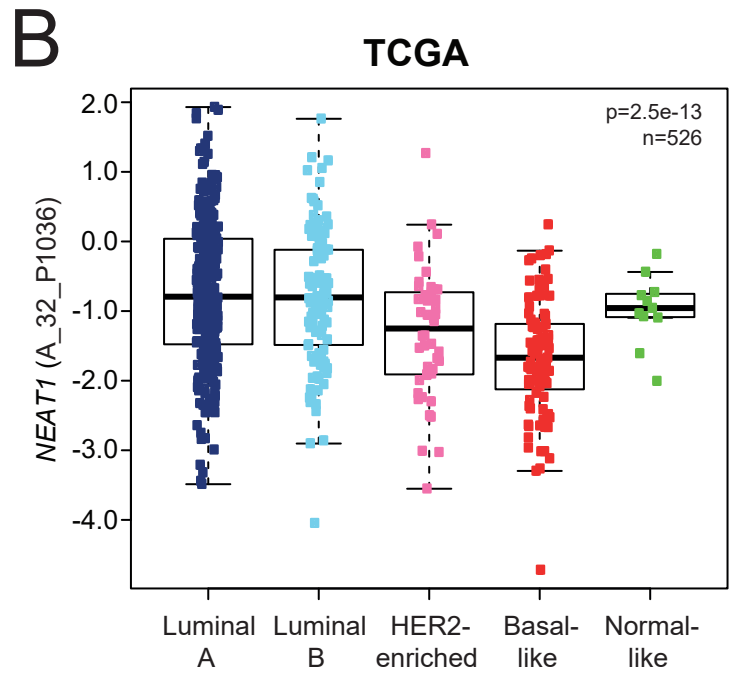 B
TCGA
p=2.5e-13
n=526
NEAT1 (A_32_P1036)
2.0
1.0
0.0
-1.0
-2.0
-3.0
-4.0
Luminal A
Luminal B
HER2-enriched
Basal-like
Normal-like